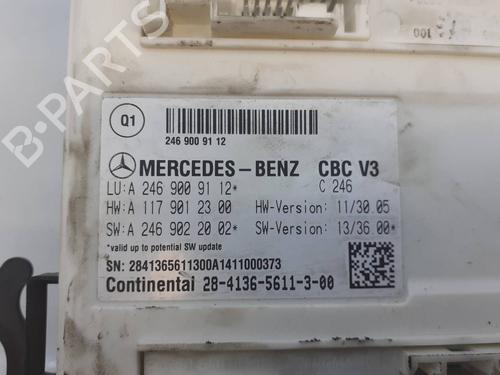 Q1
246 900 91 12
MERCEDES-BENZ CBC V3
LU:A 246 900 9112* C 246
HW:A 117 901 23 00 HW-Version: 11/30.05
SW:A 246 902 20 02* SW-Version: 13/36 00*
*valid up to potential SW update
SN: 2841365611300A1411000373
Continental 28-4136-5611-3-00
B-PARTS